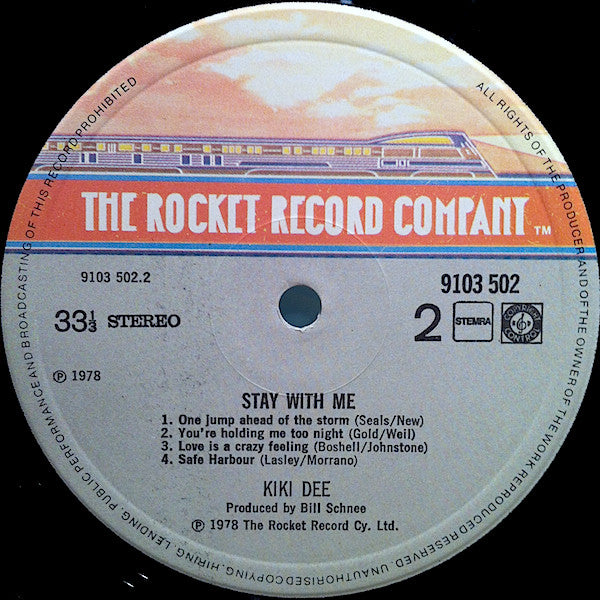 THE ROCKET RECORD COMPANY TM
9103 502.2
9103 502
33⅓ STEREO
2 STEMRA COPYRIGHT CONTROL
℗ 1978
STAY WITH ME
1. One jump ahead of the storm (Seals/New)
2. You're holding me too night (Gold/Weil)
3. Love is a crazy feeling (Boshell/Johnstone)
4. Safe Harbour (Lasley/Morrano)
KIKI DEE
Produced by Bill Schnee
℗ 1978 The Rocket Record Cy. Ltd.
ALL RIGHTS OF THE PRODUCER AND OF THE OWNER OF THE WORK REPRODUCED RESERVED. UNAUTHORISED COPYING, HIRING, LENDING, PUBLIC PERFORMANCE AND BROADCASTING OF THIS RECORD PROHIBITED